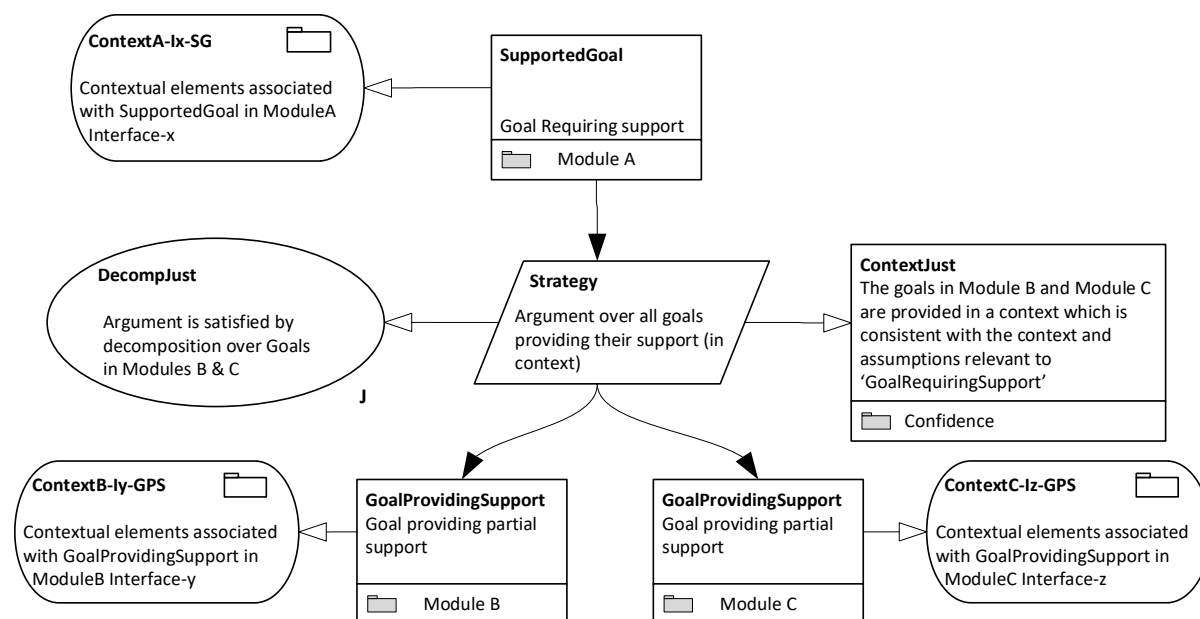 ContextA-Ix-SG
Contextual elements associated
with SupportedGoal in ModuleA
Interface-x
SupportedGoal
Goal Requiring support
Module A
DecompJust
Argument is satisfied by
decomposition over Goals
in Modules B & C
J
Strategy
Argument over all goals
providing their support (in
context)
ContextJust
The goals in Module B and Module C
are provided in a context which is
consistent with the context and
assumptions relevant to
‘GoalRequiringSupport’
Confidence
ContextB-Iy-GPS
Contextual elements associated
with GoalProvidingSupport in
ModuleB Interface-y
GoalProvidingSupport
Goal providing partial
support
Module B
GoalProvidingSupport
Goal providing partial
support
Module C
ContextC-Iz-GPS
Contextual elements associated
with GoalProvidingSupport in
ModuleC Interface-z